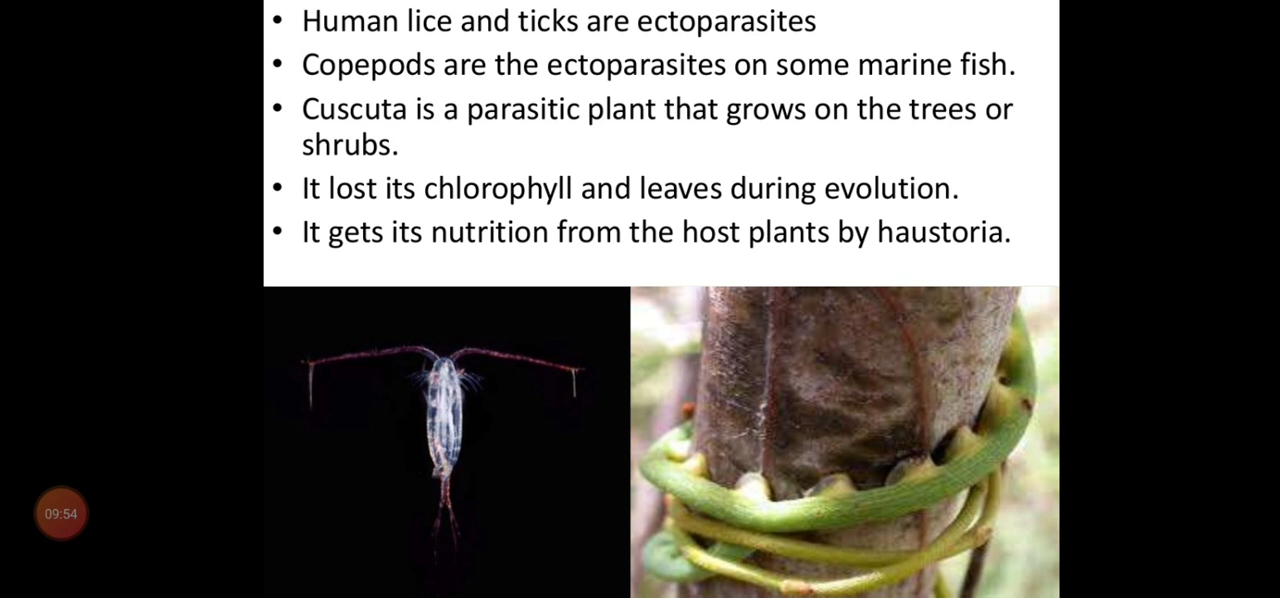 • Human lice and ticks are ectoparasites
• Copepods are the ectoparasites on some marine fish.
• Cuscuta is a parasitic plant that grows on the trees or
shrubs.
• It lost its chlorophyll and leaves during evolution.
• It gets its nutrition from the host plants by haustoria.
09:54